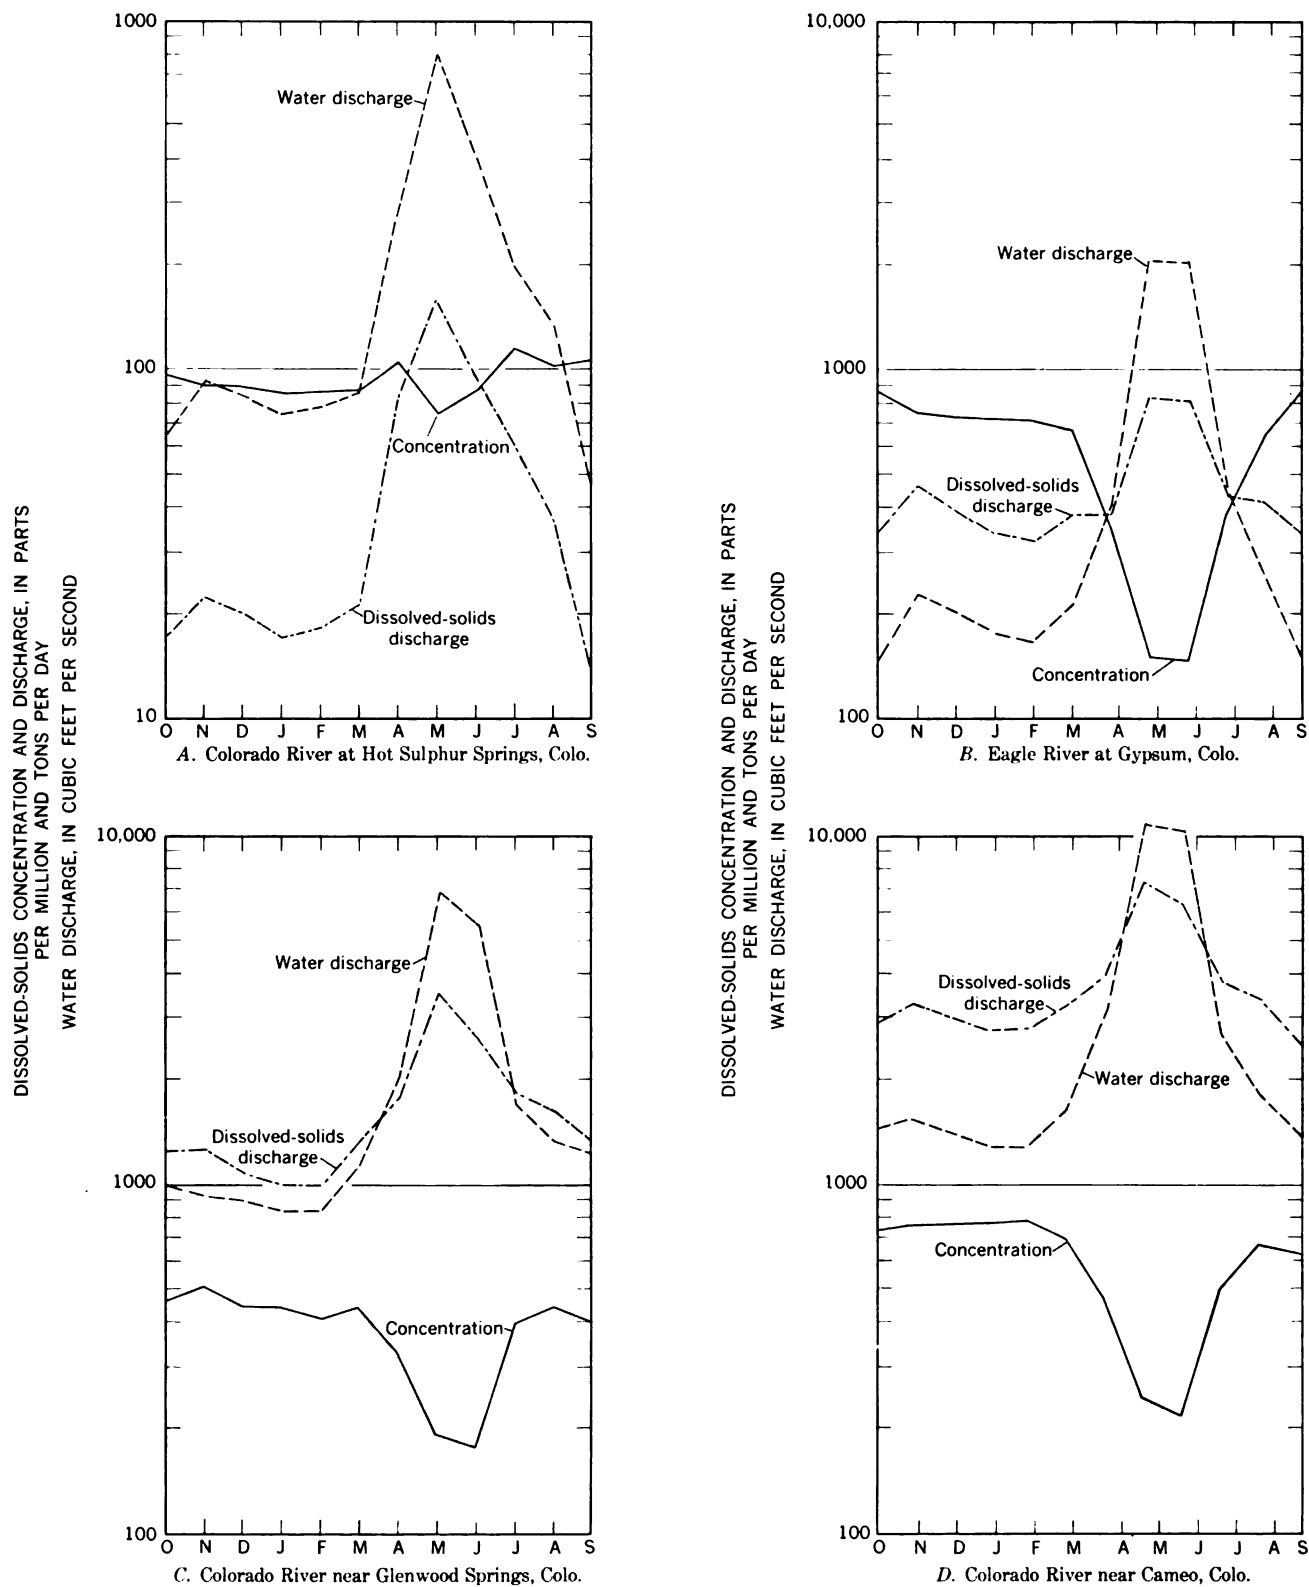 DISSOLVED-SOLIDS CONCENTRATION AND DISCHARGE, IN PARTS
PER MILLION AND TONS PER DAY
WATER DISCHARGE, IN CUBIC FEET PER SECOND
1000
100
10
Water discharge
Concentration
Dissolved-solids
discharge
O N D J F M A M J J A S
A. Colorado River at Hot Sulphur Springs, Colo.
DISSOLVED-SOLIDS CONCENTRATION AND DISCHARGE, IN PARTS
PER MILLION AND TONS PER DAY
WATER DISCHARGE, IN CUBIC FEET PER SECOND
10,000
1000
100
Water discharge
Dissolved-solids
discharge
Concentration
O N D J F M A M J J A S
B. Eagle River at Gypsum, Colo.
10,000
1000
100
Water discharge
Dissolved-solids
discharge
Concentration
O N D J F M A M J J A S
C. Colorado River near Glenwood Springs, Colo.
10,000
1000
100
Dissolved-solids
discharge
Water discharge
Concentration
O N D J F M A M J J A S
D. Colorado River near Cameo, Colo.